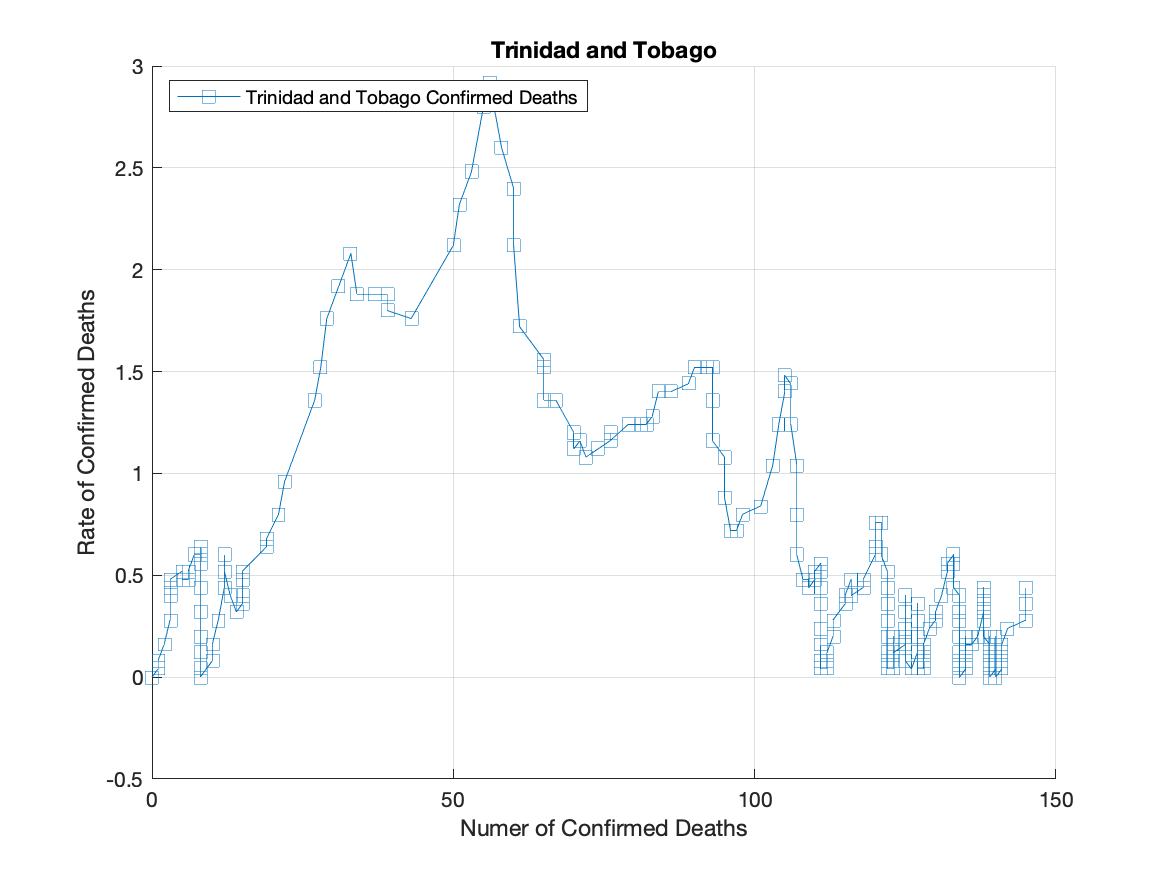 Trinidad and Tobago
3
Trinidad and Tobago Confirmed Deaths
2.5
2
1.5
1
0.5
0
-0.5
Rate of Confirmed Deaths
0 50 100 150
Numer of Confirmed Deaths